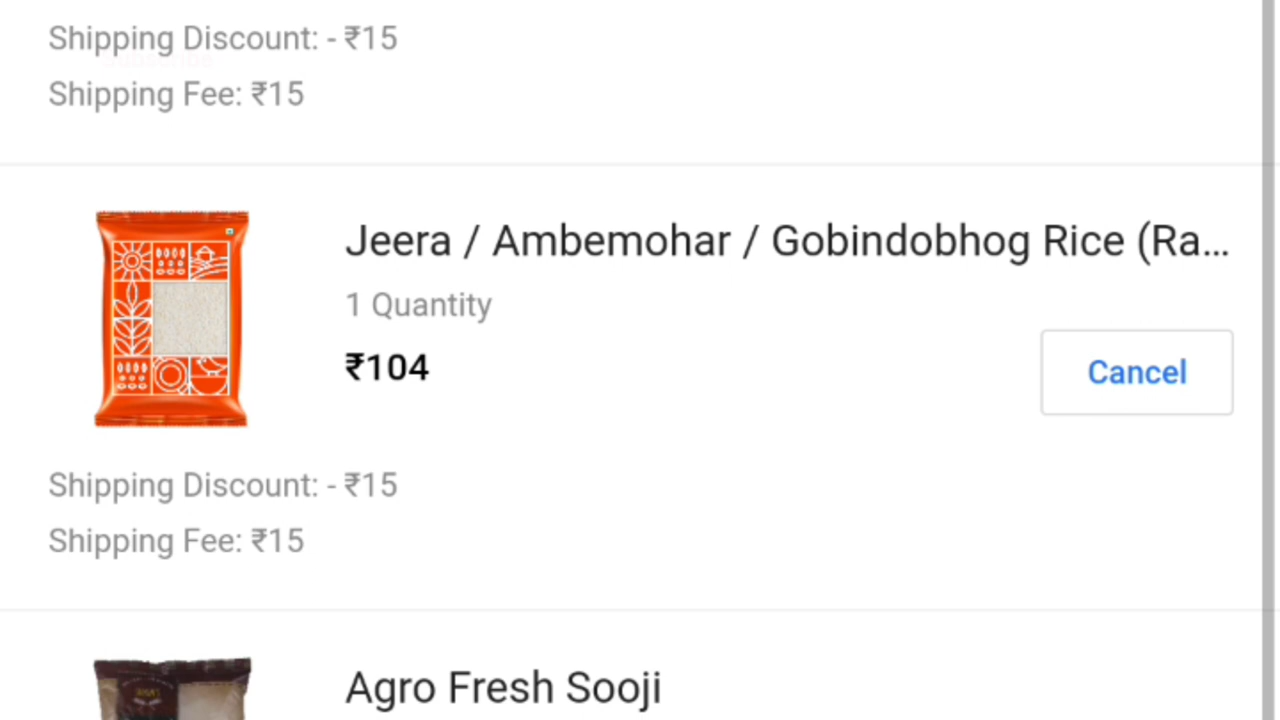 Shipping Discount: - ₹15
Shipping Fee: ₹15
Jeera / Ambemohar / Gobindobhog Rice (Ra...
1 Quantity
₹104
Cancel
Shipping Discount: - ₹15
Shipping Fee: ₹15
Agro Fresh Sooji